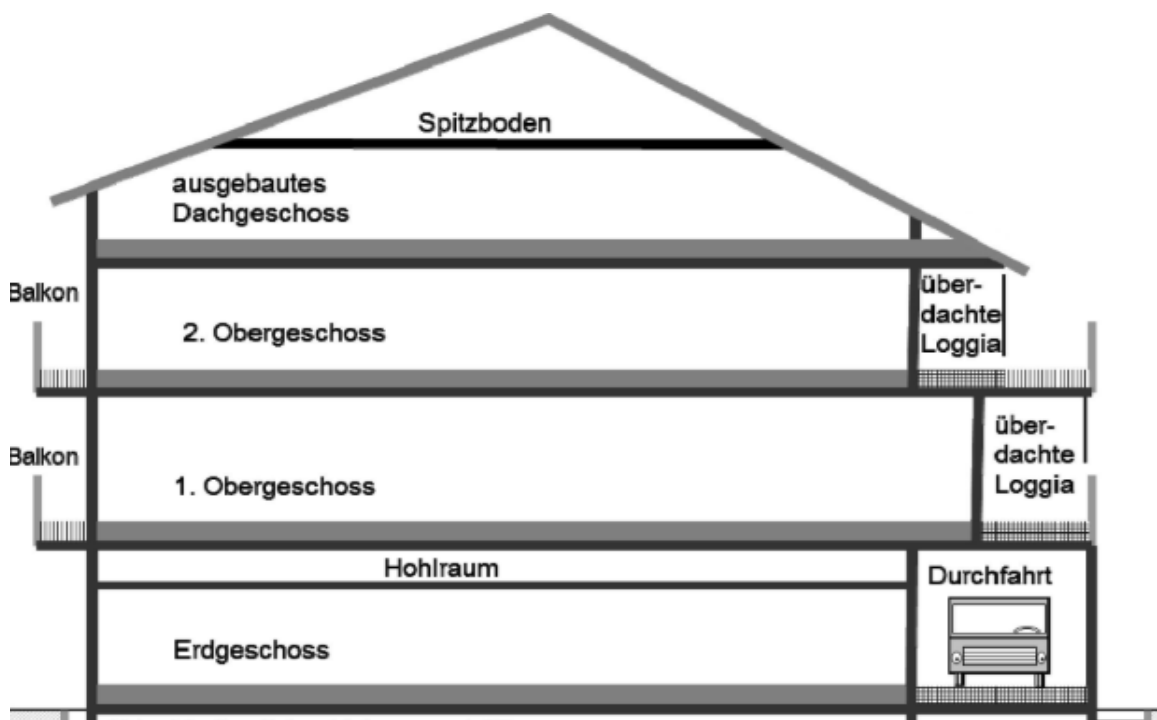 Spitzboden
ausgebautes
Dachgeschoss
Balkon
2. Obergeschoss
über-
dachte
Loggia
Balkon
1. Obergeschoss
über-
dachte
Loggia
Hohlraum
Durchfahrt
Erdgeschoss